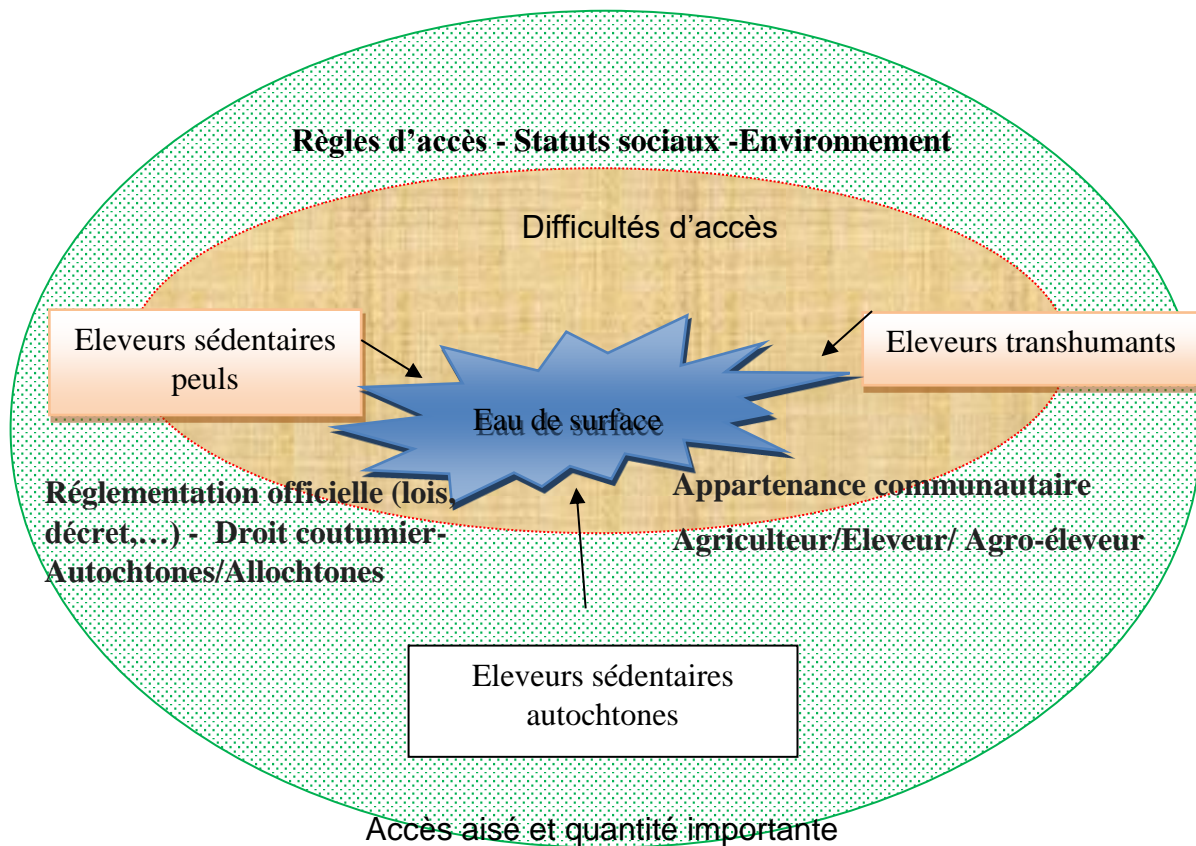 Règles d’accès - Statuts sociaux -Environnement
Difficultés d’accès
Eleveurs sédentaires
peuls
Eleveurs transhumants
Eau de surface
Réglementation officielle (lois,
décret,…) - Droit coutumier-
Autochtones/Allochtones
Appartenance communautaire
Agriculteur/Eleveur/ Agro-éleveur
Eleveurs sédentaires
autochtones
Accès aisé et quantité importante